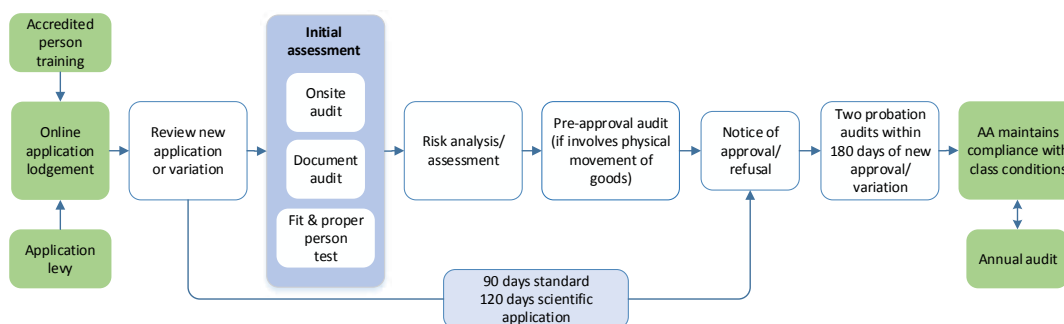 Accredited
person
training
Online
application
lodgement
Application
levy
Review new
application
or variation
Initial
assessment
Onsite
audit
Document
audit
Fit & proper
person
test
Risk analysis/
assessment
Pre-approval audit
(if involves physical
movement of
goods)
Notice of
approval/
refusal
Two probation
audits within
180 days of new
approval/
variation
AA maintains
compliance with
class conditions
Annual audit
90 days standard
120 days scientific
application